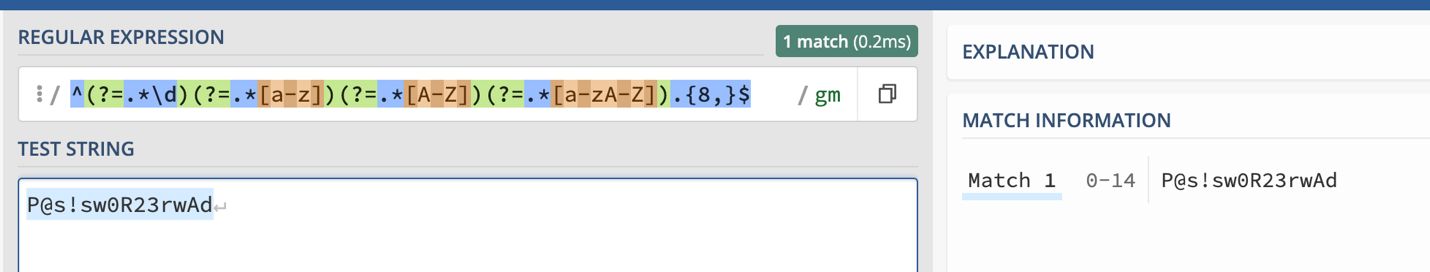 REGULAR EXPRESSION
1 match (0.2ms)
/ ^(?=.*\d)(?=.*[a-z])(?=.*[A-Z])(?=.*[a-zA-Z]).{8,}$ / gm
TEST STRING
P@s!sw0R23rwAd↵
EXPLANATION
MATCH INFORMATION
Match 1 0-14 P@s!sw0R23rwAd